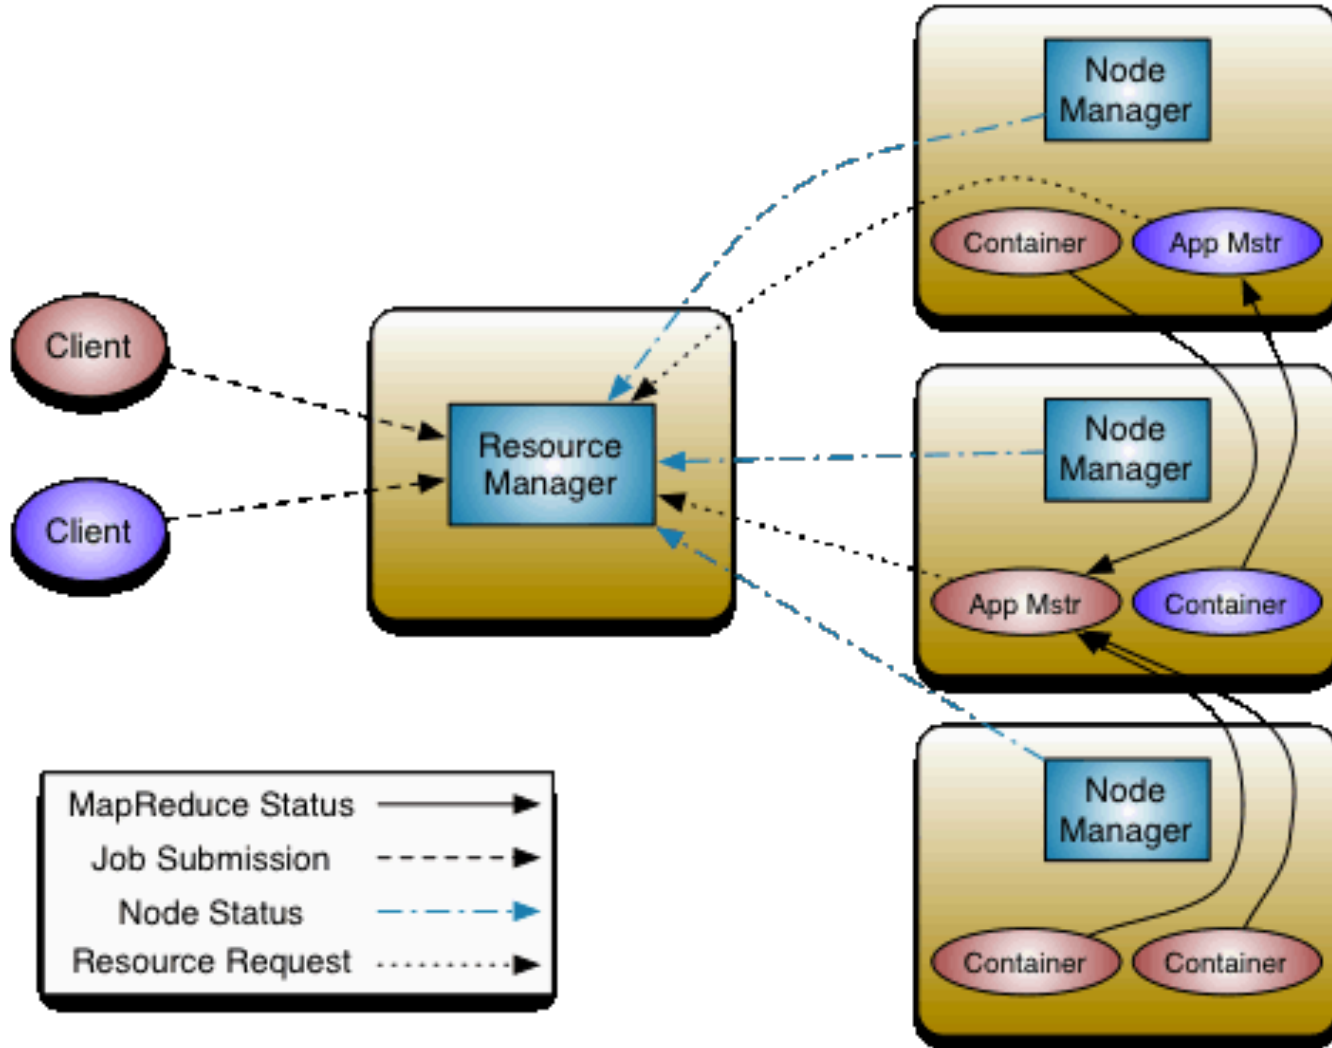 Client
Client
Resource
Manager
Node
Manager
Container
App Mstr
Node
Manager
App Mstr
Container
Node
Manager
Container
Container
MapReduce Status
Job Submission
Node Status
Resource Request